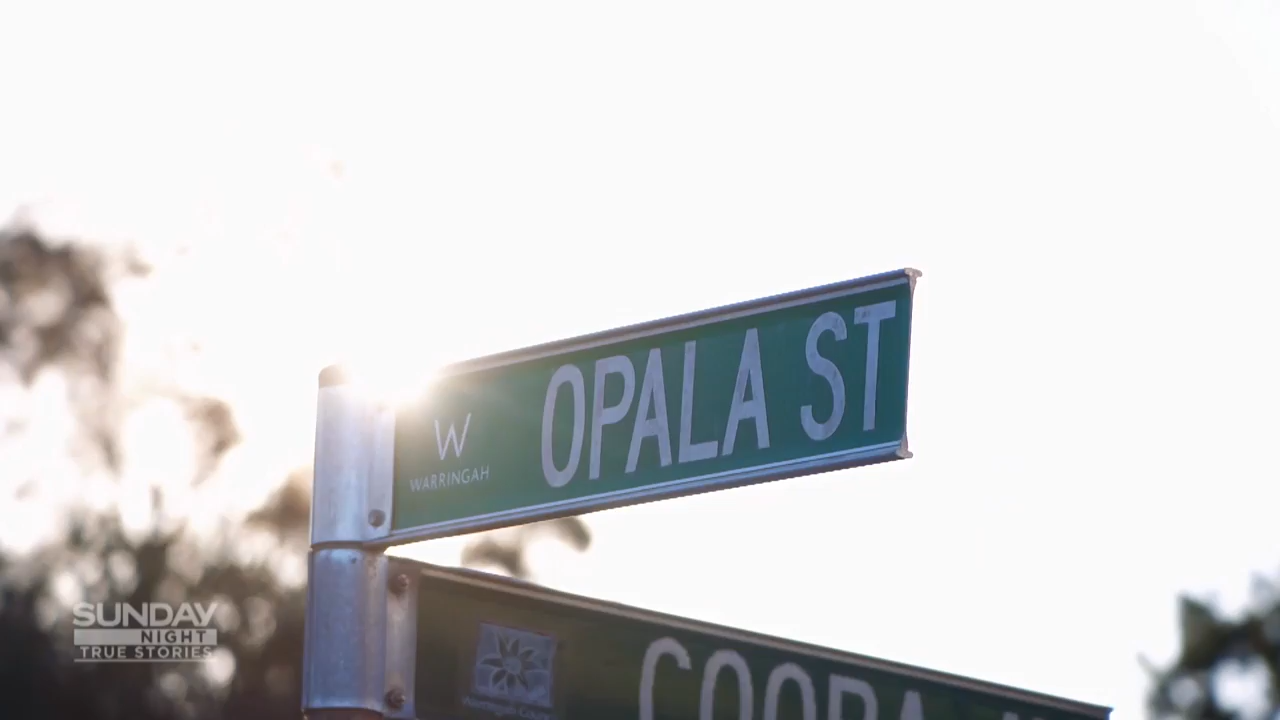 OPALA ST
W
WARRINGAH
SUNDAY
NIGHT
TRUE STORIES